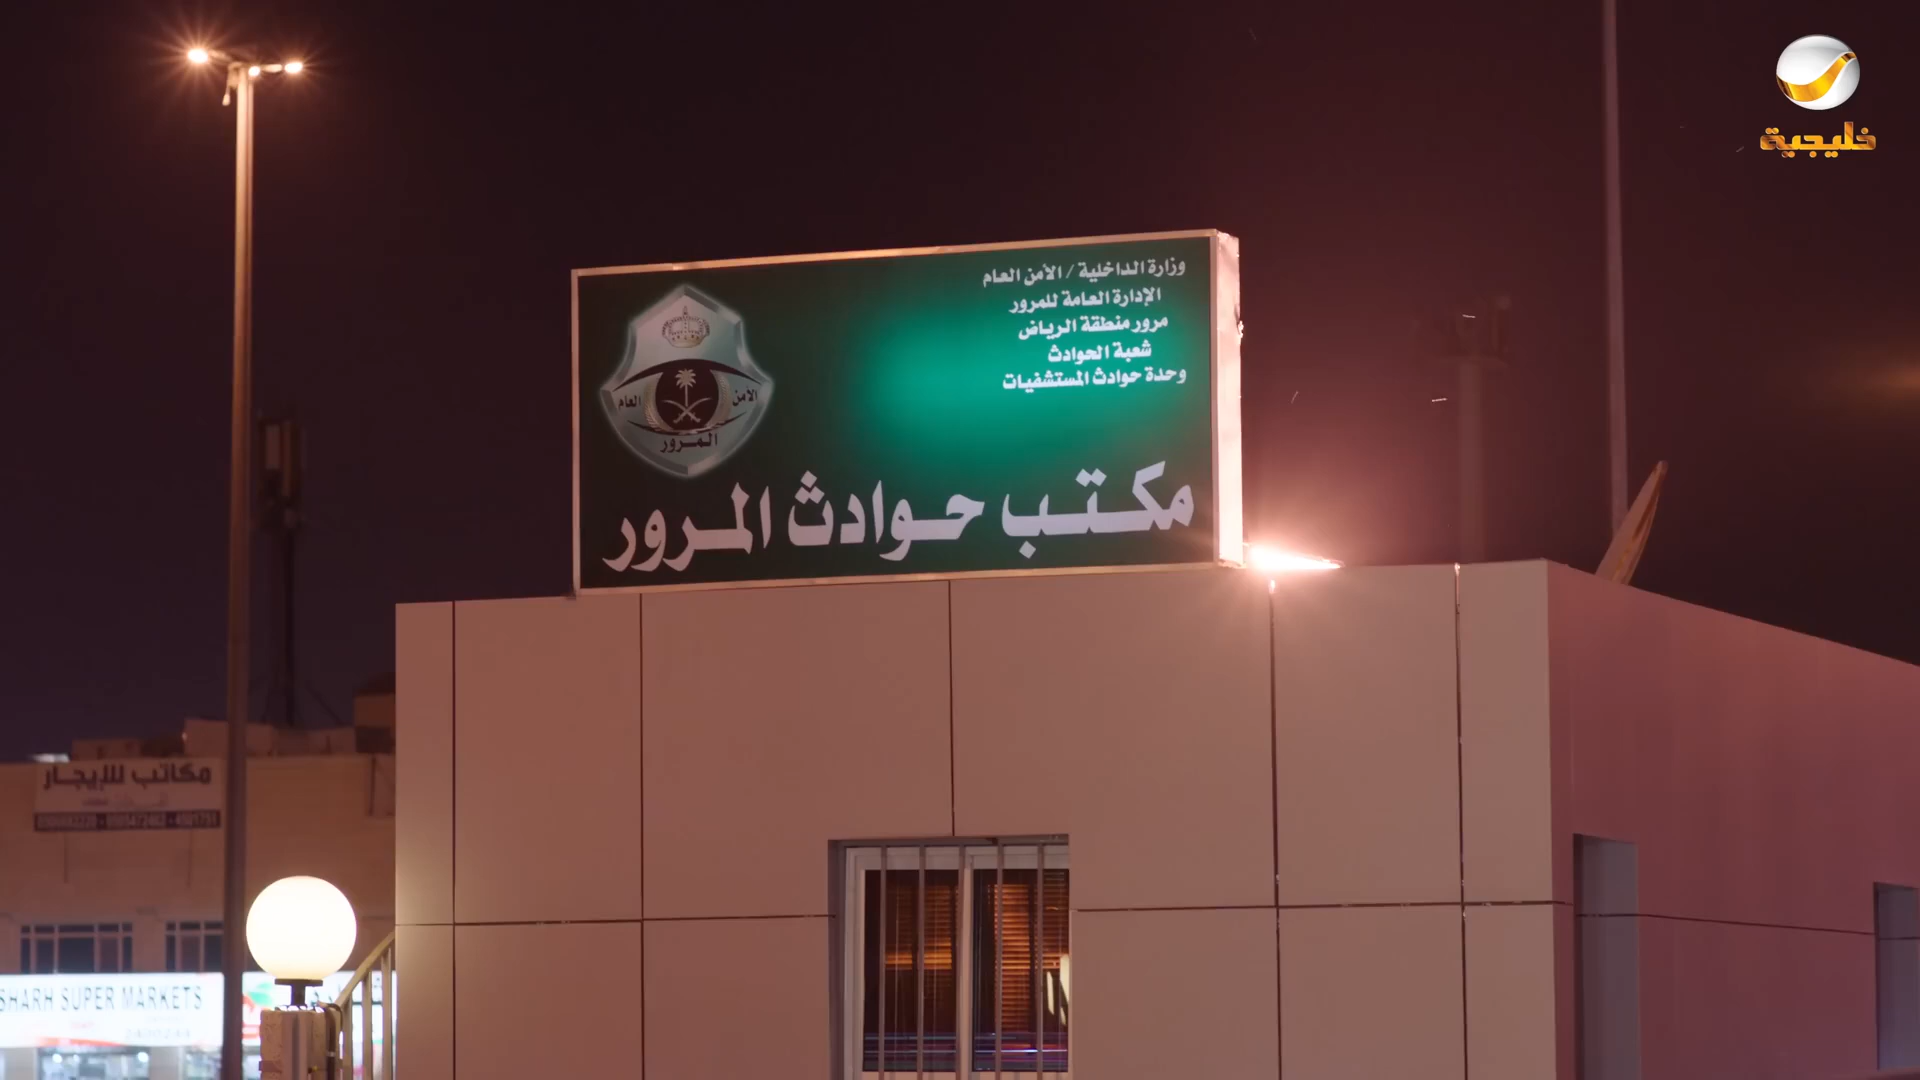 خليجية
وزارة الداخلية / الأمن العام
الإدارة العامة للمرور
مرور منطقة الرياض
شعبة الحوادث
وحدة حوادث المستشفيات
الأمن العام
المرور
مكتب حوادث المرور
مكاتب للإيجار
SHARH SUPER MARKETS